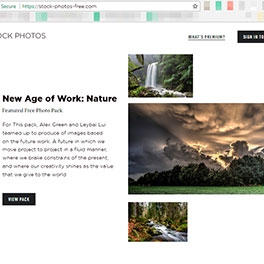 Secure | https://stock-photos-free.com
OCK PHOTOS
WHAT'S PREMIUM?
SIGN IN TO
New Age of Work: Nature
Featured Free Photo Pack
For This pack, Alex Green and Leybal Lui
teamed up to produce of images based
on the future work. A future in which we
move project to project in a fluid manner,
where we brake constrains of the present,
and where our creativity shines as the value
that we give to the world
VIEW PACK